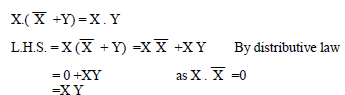 X.(X̅ +Y)=X . Y
L.H.S. =X (X̅ + Y) =X X̅ +X Y By distributive law
= 0 +XY as X . X̅ =0
=X Y